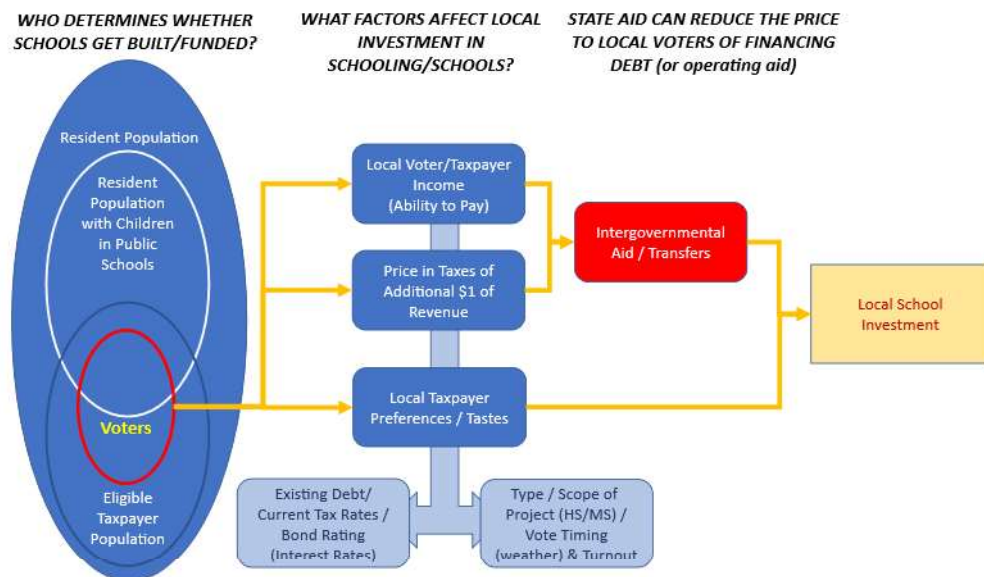 WHO DETERMINES WHETHER
SCHOOLS GET BUILT/FUNDED?
WHAT FACTORS AFFECT LOCAL
INVESTMENT IN
SCHOOLING/SCHOOLS?
STATE AID CAN REDUCE THE PRICE
TO LOCAL VOTERS OF FINANCING
DEBT (or operating aid)
Resident Population
Resident
Population
with Children
in Public
Schools
Voters
Eligible
Taxpayer
Population
Local Voter/Taxpayer
Income
(Ability to Pay)
Price in Taxes of
Additional $1 of
Revenue
Local Taxpayer
Preferences / Tastes
Existing Debt/
Current Tax Rates /
Bond Rating
(Interest Rates)
Type / Scope of
Project (HS/MS) /
Vote Timing
(weather) & Turnout
Intergovernmental
Aid / Transfers
Local School
Investment